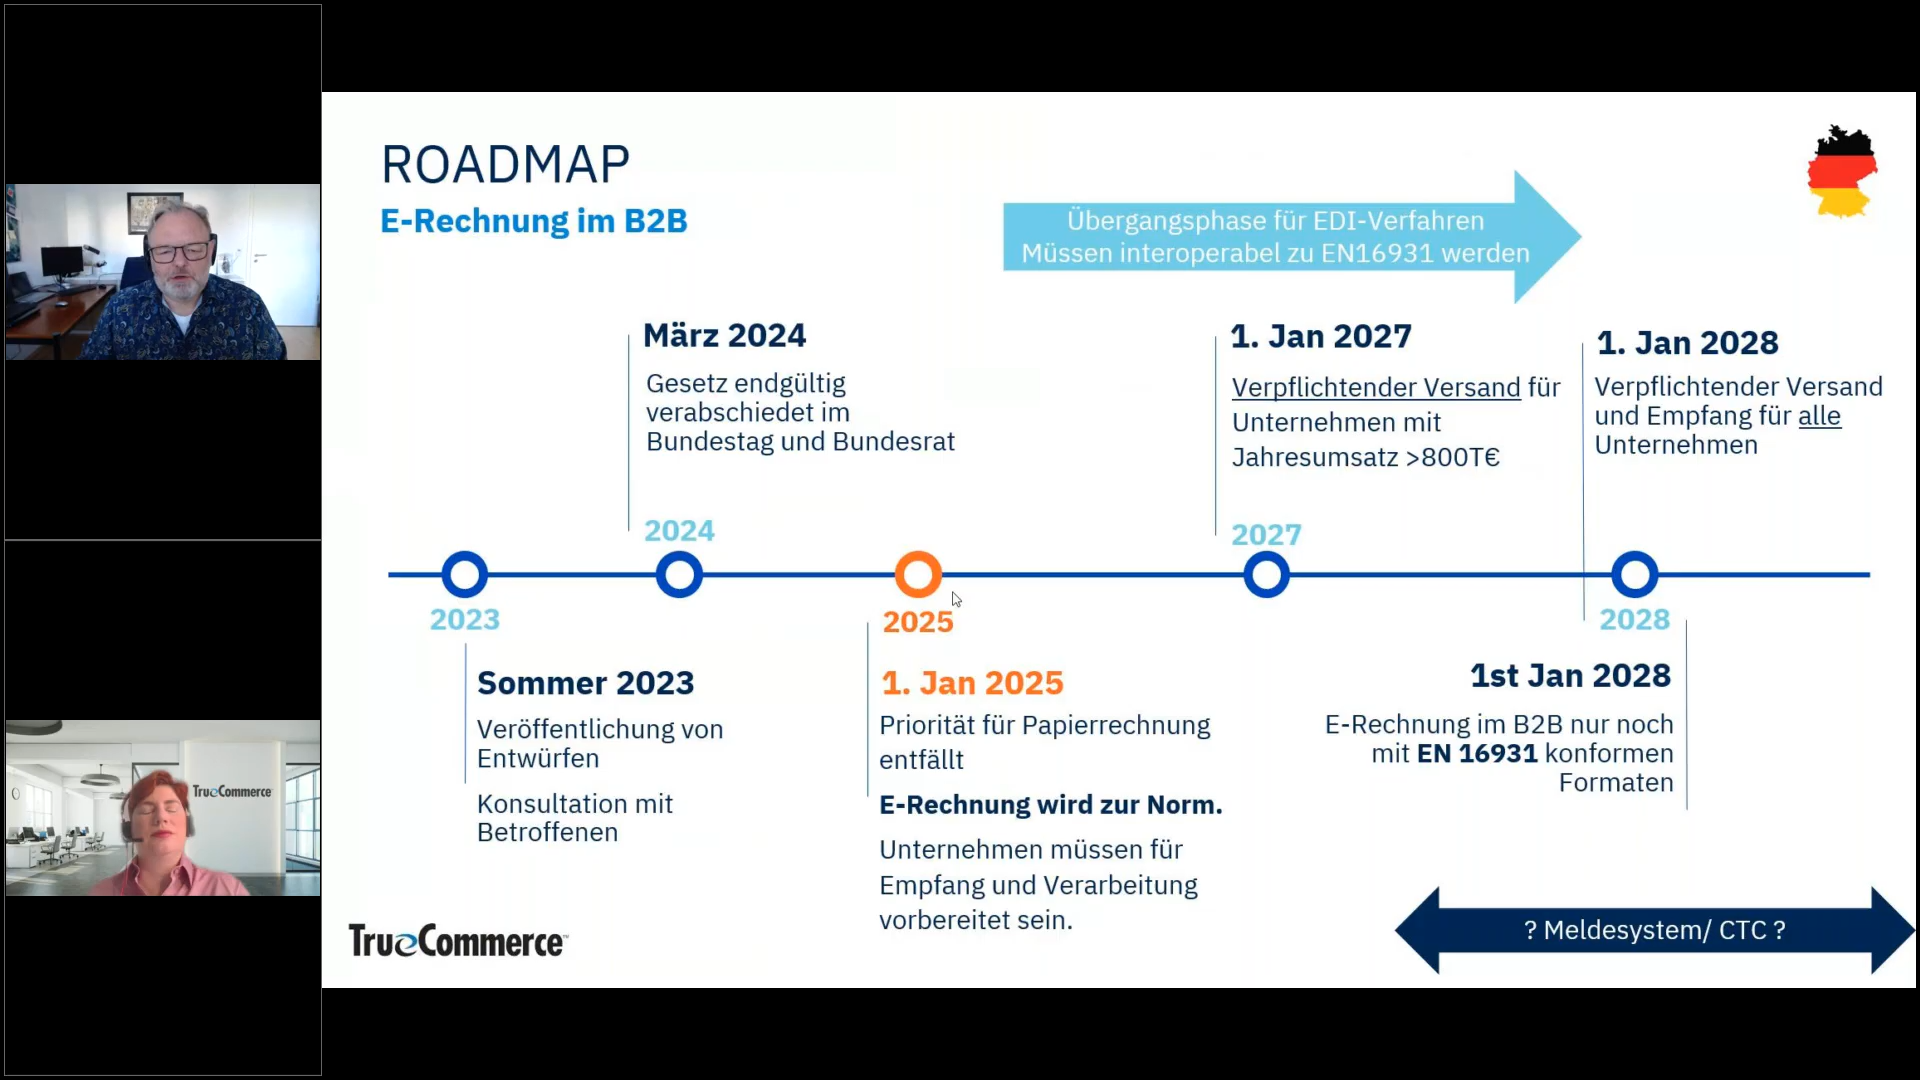 ROADMAP
E-Rechnung im B2B
Übergangsphase für EDI-Verfahren
Müssen interoperabel zu EN16931 werden
März 2024
Gesetz endgültig
verabschiedet im
Bundestag und Bundesrat
1. Jan 2027
Verpflichtender Versand für
Unternehmen mit
Jahresumsatz >800T€
1. Jan 2028
Verpflichtender Versand
und Empfang für alle
Unternehmen
2024
2027
2023
2025
2028
Sommer 2023
Veröffentlichung von
Entwürfen
Konsultation mit
Betroffenen
1. Jan 2025
Priorität für Papierrechnung
entfällt
E-Rechnung wird zur Norm.
Unternehmen müssen für
Empfang und Verarbeitung
vorbereitet sein.
1st Jan 2028
E-Rechnung im B2B nur noch
mit EN 16931 konformen
Formaten
? Meldesystem/ CTC ?
TrueCommerce™
TrueCommerce